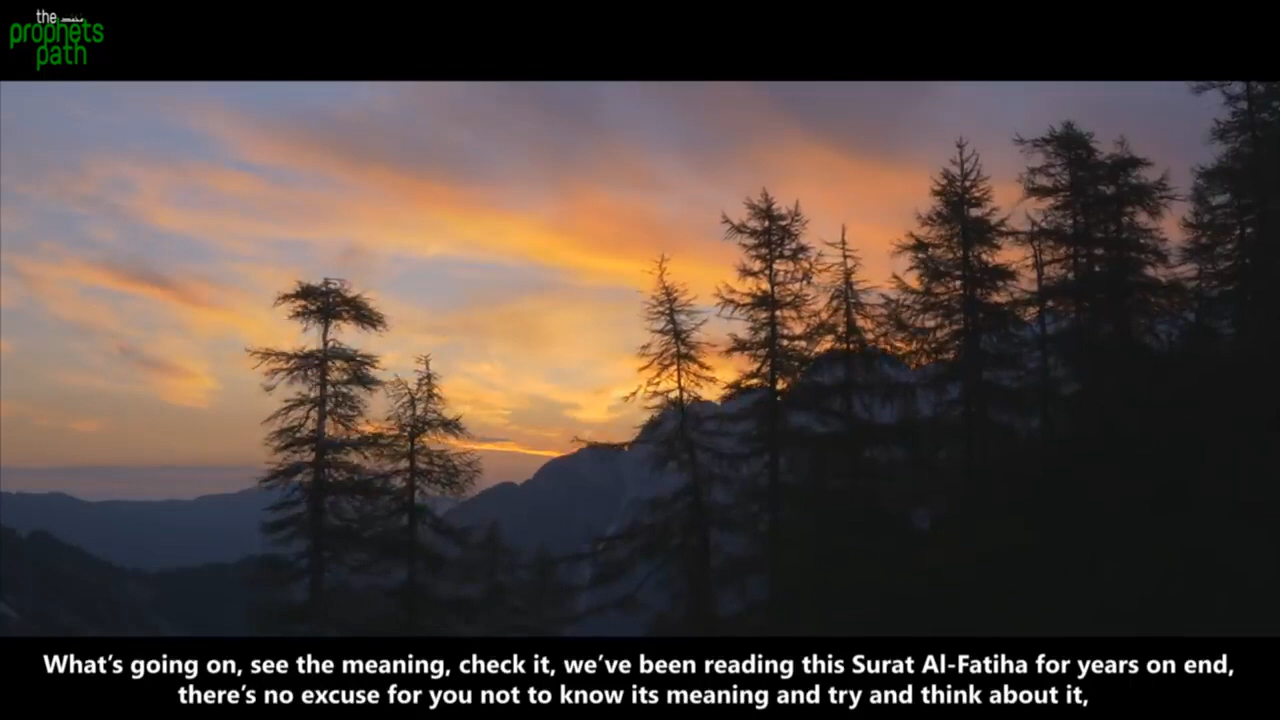 the
prophets
path
What's going on, see the meaning, check it, we've been reading this Surat Al-Fatiha for years on end,
there's no excuse for you not to know its meaning and try and think about it,